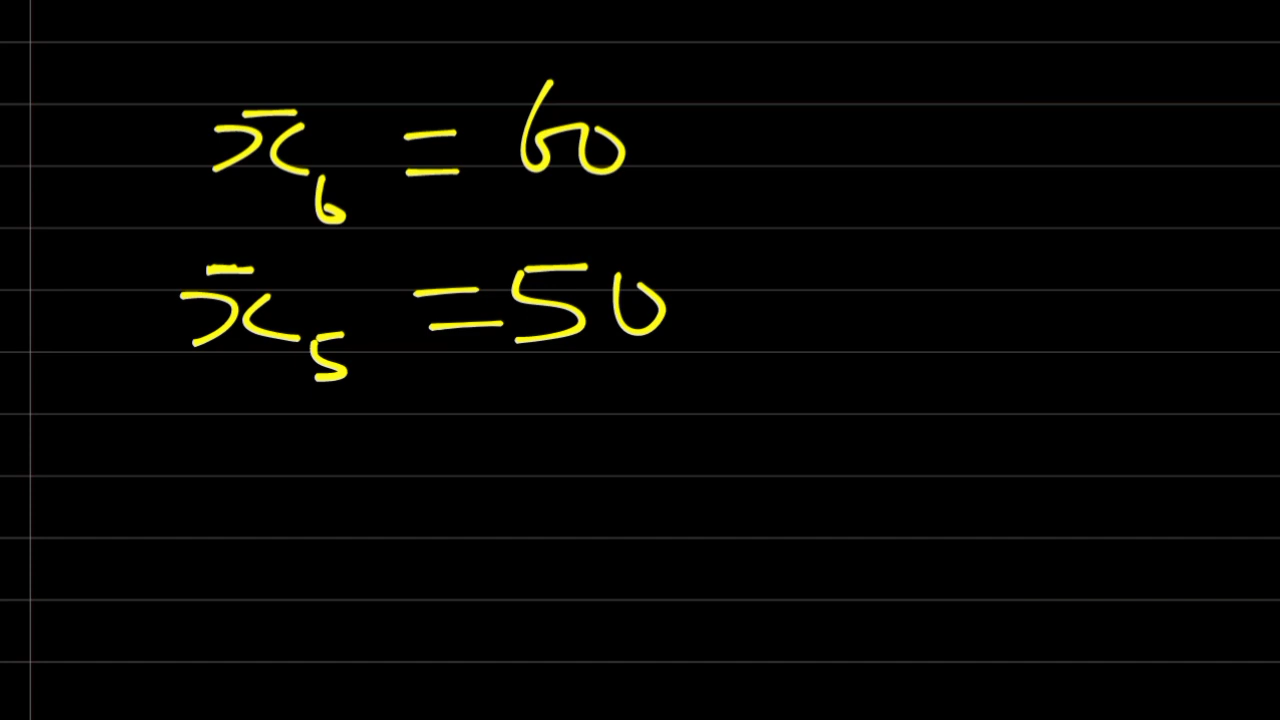 x̄₆ = 60
x̄₅ = 50